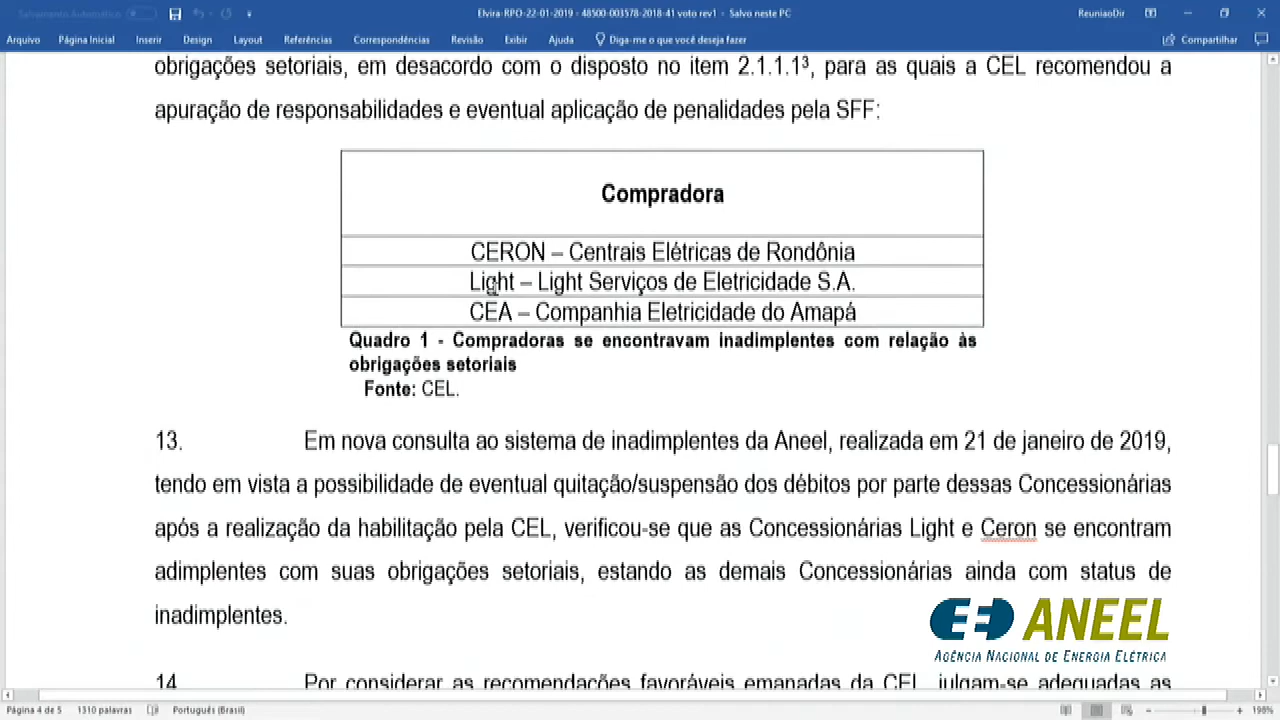 Salvamento Automático
Elvira-RPO-22-01-2019 - 48500-003578-2018-41 voto rev1 - Salvo neste PC
ReuniaoDir
Arquivo Página Inicial Inserir Design Layout Referências Correspondências Revisão Exibir Ajuda Diga-me o que você deseja fazer Compartilhar
obrigações setoriais, em desacordo com o disposto no item 2.1.1.1³, para as quais a CEL recomendou a
apuração de responsabilidades e eventual aplicação de penalidades pela SFF:
Compradora
CERON – Centrais Elétricas de Rondônia
Light – Light Serviços de Eletricidade S.A.
CEA – Companhia Eletricidade do Amapá
Quadro 1 - Compradoras se encontravam inadimplentes com relação às
obrigações setoriais
Fonte: CEL.
13. Em nova consulta ao sistema de inadimplentes da Aneel, realizada em 21 de janeiro de 2019,
tendo em vista a possibilidade de eventual quitação/suspensão dos débitos por parte dessas Concessionárias
após a realização da habilitação pela CEL, verificou-se que as Concessionárias Light e Ceron se encontram
adimplentes com suas obrigações setoriais, estando as demais Concessionárias ainda com status de
inadimplentes.
ANEEL
AGÊNCIA NACIONAL DE ENERGIA ELÉTRICA
14. Por considerar as recomendações favoráveis emanadas da CEL, julgam-se adequadas as
Página 4 de 5 1310 palavras Português (Brasil) 198%